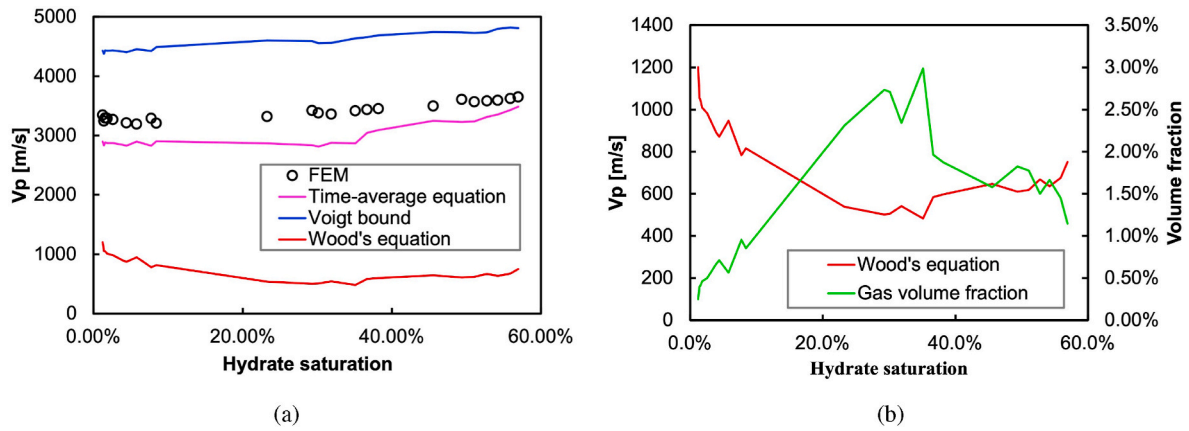 5000
4000
3000
2000
1000
0
Vp [m/s]
FEM
Time-average equation
Voigt bound
Wood's equation
0.00%
20.00%
40.00%
60.00%
Hydrate saturation
(a)
1400
1200
1000
800
600
400
200
0
Vp [m/s]
3.50%
3.00%
2.50%
2.00%
1.50%
1.00%
0.50%
0.00%
Volume fraction
Wood's equation
Gas volume fraction
0.0%
20.0%
40.0%
60.0%
Hydrate saturation
(b)